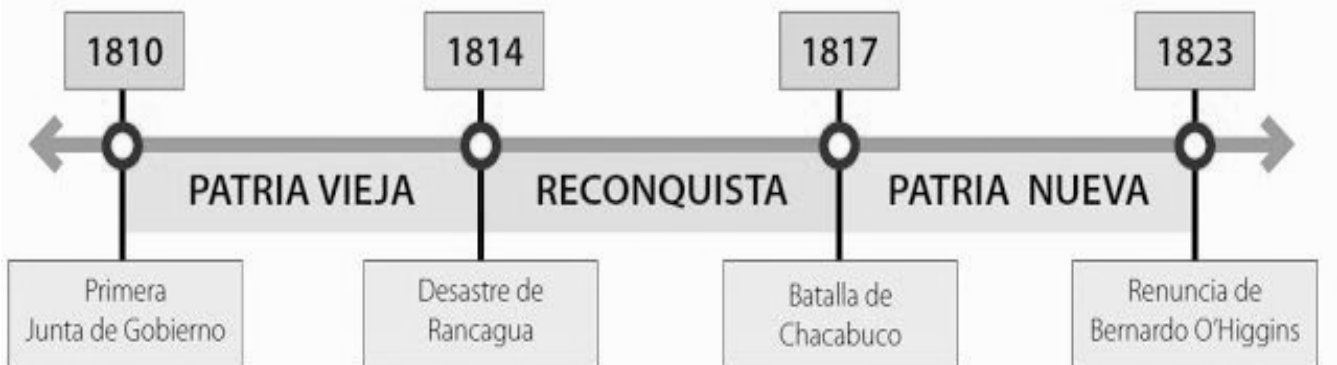 1810
1814
1817
1823
PATRIA VIEJA
RECONQUISTA
PATRIA NUEVA
Primera
Junta de Gobierno
Desastre de
Rancagua
Batalla de
Chacabuco
Renuncia de
Bernardo O'Higgins